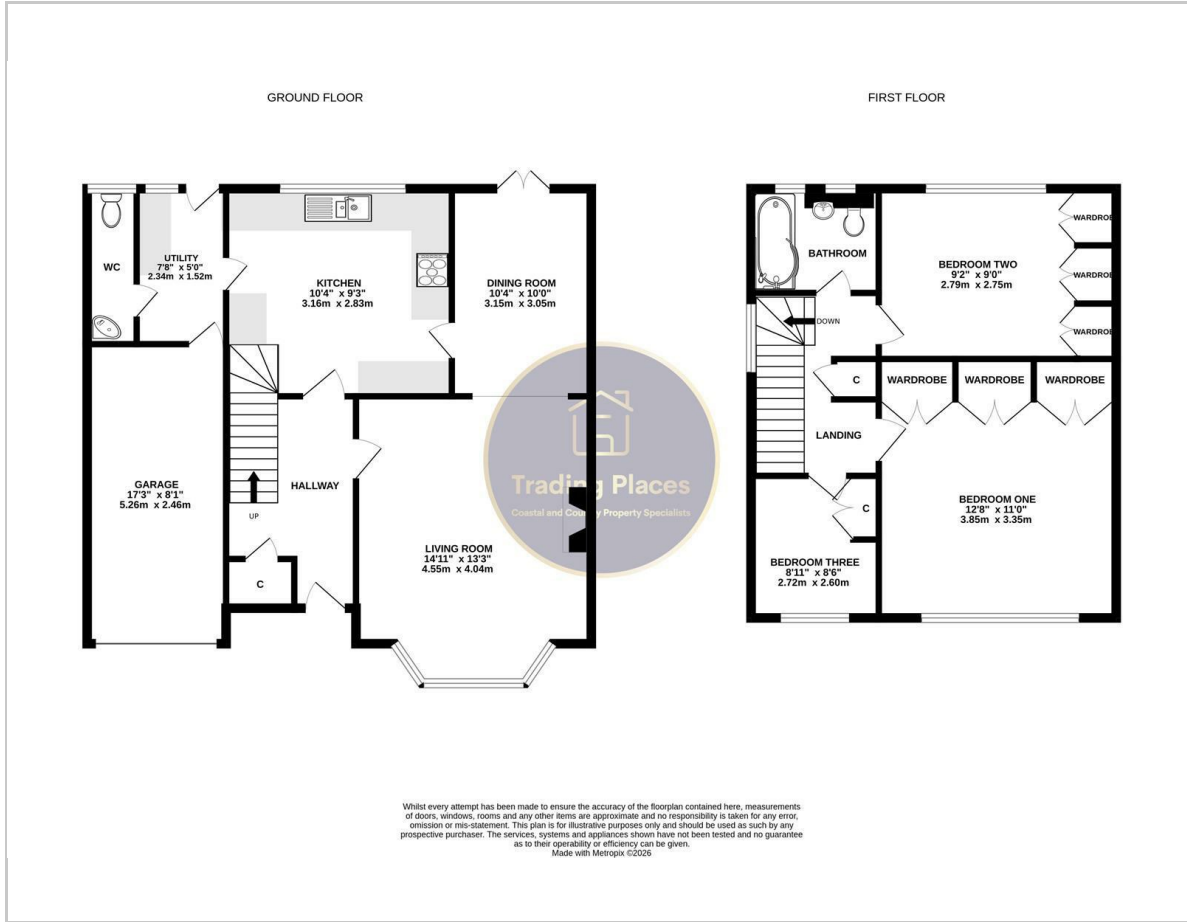 GROUND FLOOR
WC
UTILITY
7'8" x 5'0"
2.34m x 1.52m
KITCHEN
10'4" x 9'3"
3.16m x 2.83m
DINING ROOM
10'4" x 10'0"
3.15m x 3.05m
GARAGE
17'3" x 8'1"
5.26m x 2.46m
HALLWAY
UP
C
LIVING ROOM
14'11" x 13'3"
4.55m x 4.04m
Trading Places
Coastal and Country Property Specialists
FIRST FLOOR
BATHROOM
BEDROOM TWO
9'2" x 9'0"
2.79m x 2.75m
WARDROBE
WARDROBE
WARDROBE
DOWN
C
WARDROBE
WARDROBE
WARDROBE
LANDING
C
BEDROOM ONE
12'8" x 11'0"
3.85m x 3.35m
BEDROOM THREE
8'11" x 8'6"
2.72m x 2.60m
Whilst every attempt has been made to ensure the accuracy of the floorplan contained here, measurements
of doors, windows, rooms and any other items are approximate and no responsibility is taken for any error,
omission or mis-statement. This plan is for illustrative purposes only and should be used as such by any
prospective purchaser. The services, systems and appliances shown have not been tested and no guarantee
as to their operability or efficiency can be given.
Made with Metropix ©2026